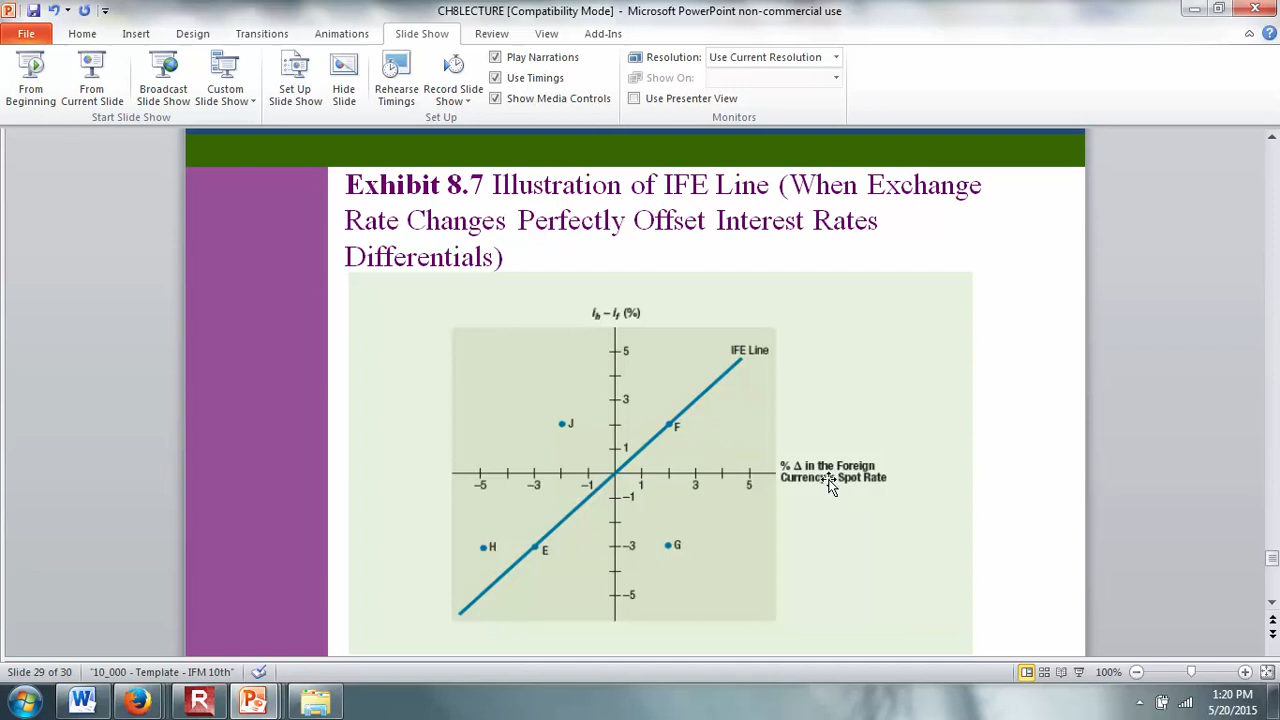 CH8LECTURE [Compatibility Mode] - Microsoft PowerPoint non-commercial use
File Home Insert Design Transitions Animations Slide Show Review View Add-Ins
From Beginning
From Current Slide
Broadcast Slide Show
Custom Slide Show
Start Slide Show
Set Up Slide Show
Hide Slide
Rehearse Timings
Record Slide Show
Play Narrations
Use Timings
Show Media Controls
Set Up
Resolution: Use Current Resolution
Show On:
Use Presenter View
Monitors
Exhibit 8.7 Illustration of IFE Line (When Exchange
Rate Changes Perfectly Offset Interest Rates
Differentials)
ih – if (%)
5
IFE Line
3
J
F
1
% Δ in the Foreign
Currency's Spot Rate
-5 -3 -1 1 3 5
–1
H
E
–3
G
–5
Slide 29 of 30 "10_000 - Template - IFM 10th" 100%
W R P
1:20 PM
5/20/2015